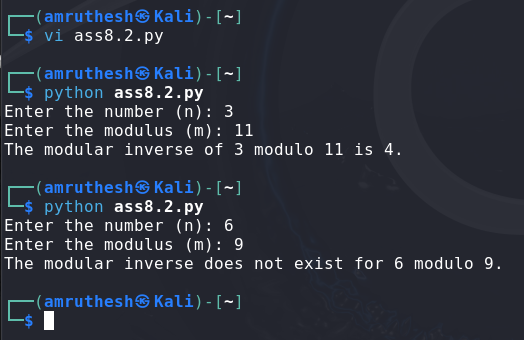 ┌──(amruthesh㉿Kali)-[~]
└─$ vi ass8.2.py
┌──(amruthesh㉿Kali)-[~]
└─$ python ass8.2.py
Enter the number (n): 3
Enter the modulus (m): 11
The modular inverse of 3 modulo 11 is 4.
┌──(amruthesh㉿Kali)-[~]
└─$ python ass8.2.py
Enter the number (n): 6
Enter the modulus (m): 9
The modular inverse does not exist for 6 modulo 9.
┌──(amruthesh㉿Kali)-[~]
└─$